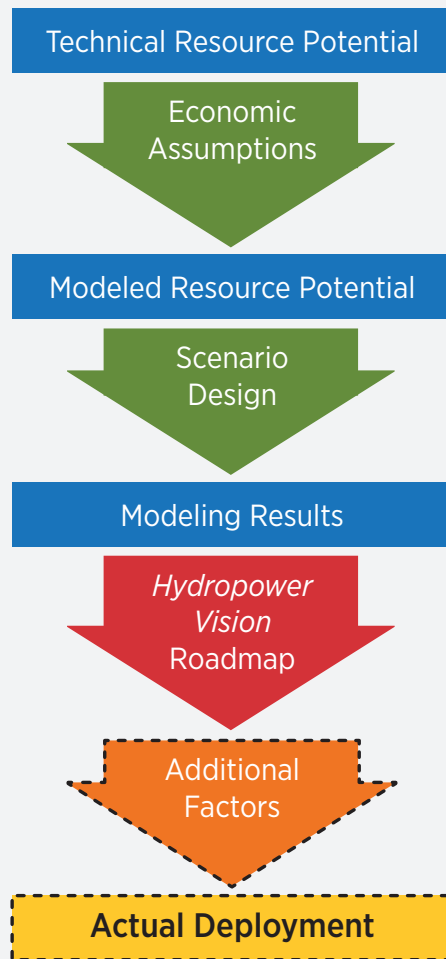 Technical Resource Potential
Economic
Assumptions
Modeled Resource Potential
Scenario
Design
Modeling Results
Hydropower
Vision
Roadmap
Additional
Factors
Actual Deployment